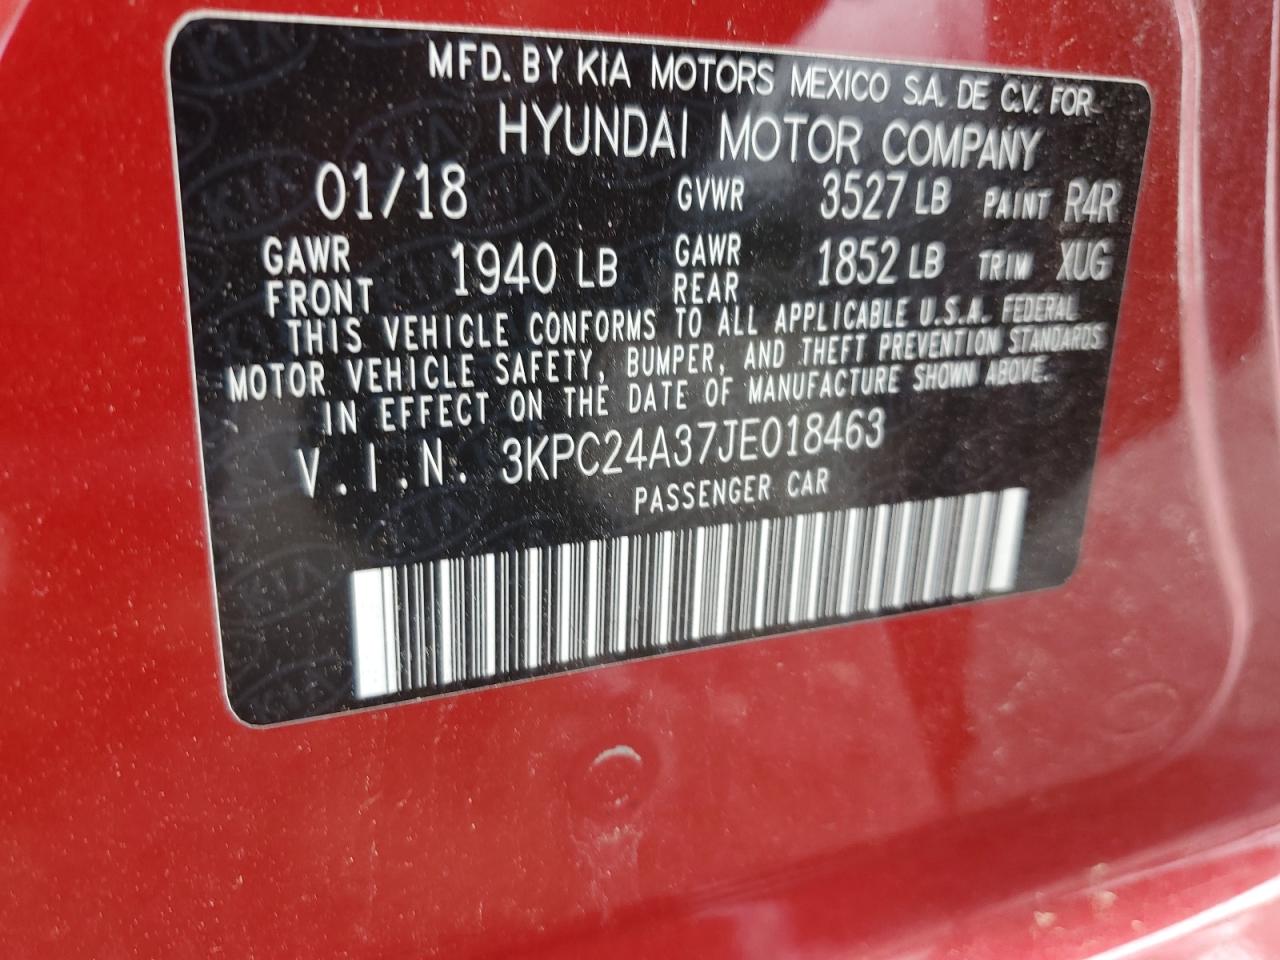 MFD. BY KIA MOTORS MEXICO S.A. DE C.V. FOR
HYUNDAI MOTOR COMPANY
01/18 GVWR 3527 LB PAINT R4R
GAWR FRONT 1940 LB GAWR REAR 1852 LB TRIM XUG
THIS VEHICLE CONFORMS TO ALL APPLICABLE U.S.A. FEDERAL
MOTOR VEHICLE SAFETY, BUMPER, AND THEFT PREVENTION STANDARDS
IN EFFECT ON THE DATE OF MANUFACTURE SHOWN ABOVE.
V.I.N. 3KPC24A37JE018463
PASSENGER CAR